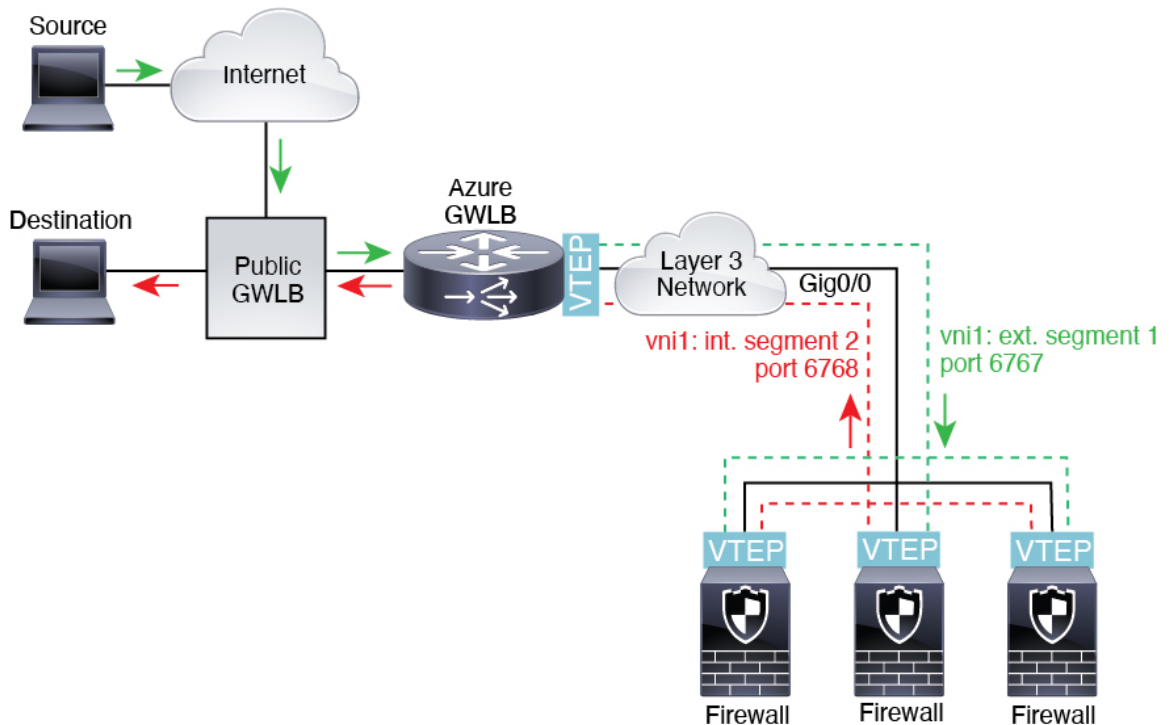 Source
Internet
Destination
Public
GWLB
Azure
GWLB
VTEP
Layer 3
Network
Gig0/0
vni1: int. segment 2
port 6768
vni1: ext. segment 1
port 6767
VTEP
VTEP
VTEP
Firewall
Firewall
Firewall